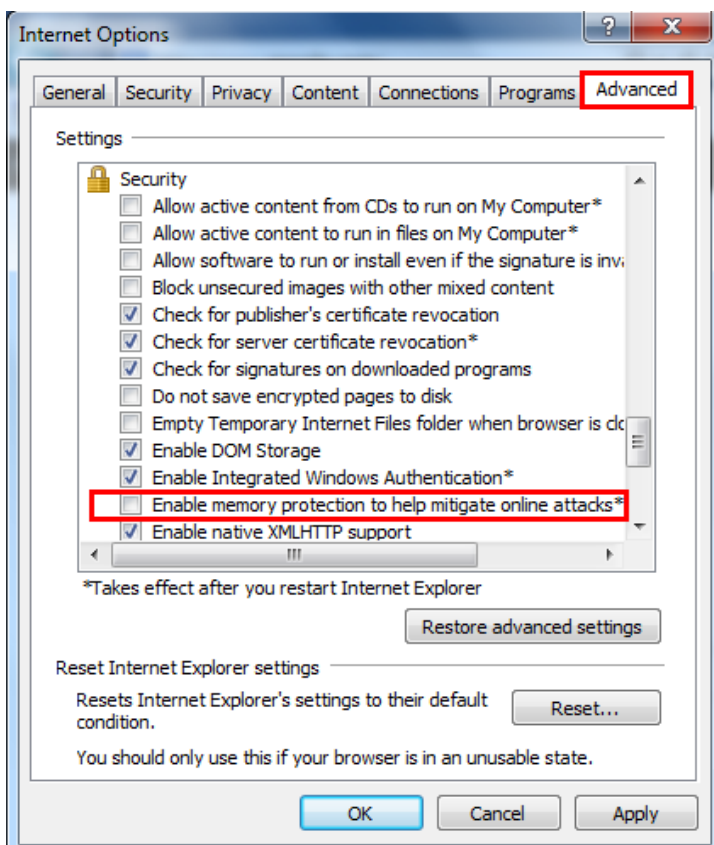 Internet Options
?
X
General Security Privacy Content Connections Programs Advanced
Settings
Security
Allow active content from CDs to run on My Computer*
Allow active content to run in files on My Computer*
Allow software to run or install even if the signature is inv
Block unsecured images with other mixed content
Check for publisher's certificate revocation
Check for server certificate revocation*
Check for signatures on downloaded programs
Do not save encrypted pages to disk
Empty Temporary Internet Files folder when browser is clo
Enable DOM Storage
Enable Integrated Windows Authentication*
Enable memory protection to help mitigate online attacks*
Enable native XMLHTTP support
*Takes effect after you restart Internet Explorer
Restore advanced settings
Reset Internet Explorer settings
Resets Internet Explorer's settings to their default
condition.
Reset...
You should only use this if your browser is in an unusable state.
OK Cancel Apply